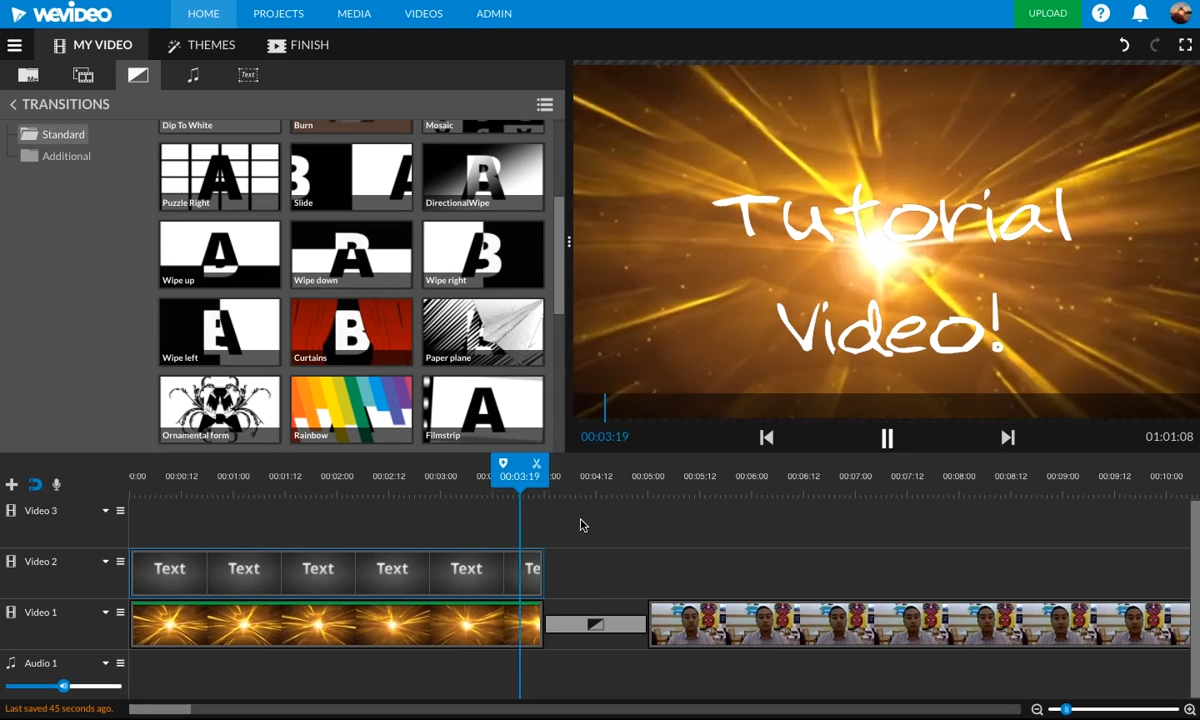 WEVIDEO HOME PROJECTS MEDIA VIDEOS ADMIN UPLOAD ?
MY VIDEO THEMES FINISH
Me Text
TRANSITIONS
Standard
Additional
Dip To White Burn Mosaic
Puzzle Right Slide DirectionalWipe
Wipe up Wipe down Wipe right
Wipe left Curtains Paper plane
Ornamental form Rainbow Filmstrip
Tutorial
Video!
00:03:19 01:01:08
0:00 00:00:12 00:01:00 00:01:12 00:02:00 00:02:12 00:03:00 00:03:19 :00 00:04:12 00:05:00 00:05:12 00:06:00 00:06:12 00:07:00 00:07:12 00:08:00 00:08:12 00:09:00 00:09:12 00:10:00
Video 3
Video 2 Text Text Text Text Text Te
Video 1
Audio 1
Last saved 45 seconds ago.